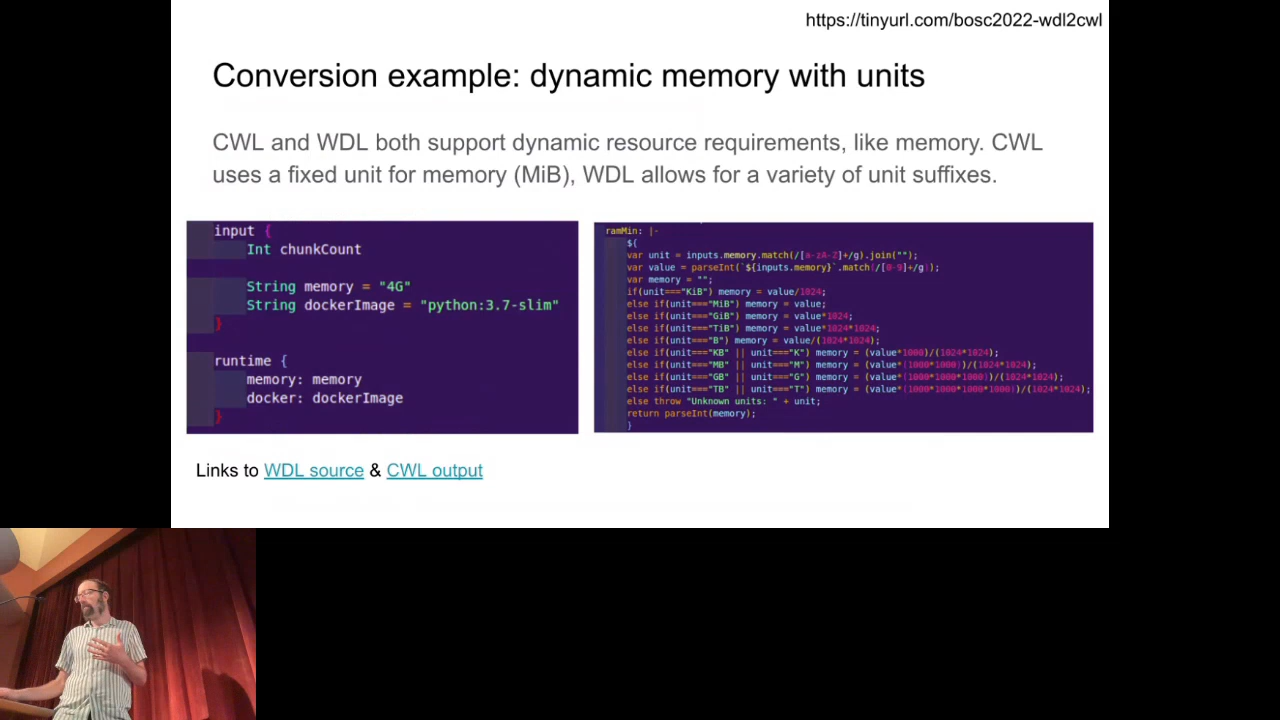 https://tinyurl.com/bosc2022-wdl2cwl
Conversion example: dynamic memory with units
CWL and WDL both support dynamic resource requirements, like memory. CWL
uses a fixed unit for memory (MiB), WDL allows for a variety of unit suffixes.
input {
Int chunkCount
String memory = "4G"
String dockerImage = "python:3.7-slim"
}
runtime {
memory: memory
docker: dockerImage
}
ramMin: |-
${
var unit = inputs.memory.match(/[a-zA-Z]+/g).join("");
var value = parseInt(`${inputs.memory}`.match(/[0-9]+/g));
var memory = "";
if(unit==="KiB") memory = value/1024;
else if(unit==="MiB") memory = value;
else if(unit==="GiB") memory = value*1024;
else if(unit==="TiB") memory = value*1024*1024;
else if(unit==="B") memory = value/(1024*1024);
else if(unit==="KB" || unit==="K") memory = (value*1000)/(1024*1024);
else if(unit==="MB" || unit==="M") memory = (value*(1000*1000))/(1024*1024);
else if(unit==="GB" || unit==="G") memory = (value*(1000*1000*1000))/(1024*1024);
else if(unit==="TB" || unit==="T") memory = (value*(1000*1000*1000*1000))/(1024*1024);
else throw "Unknown units: " + unit;
return parseInt(memory);
}
Links to WDL source & CWL output